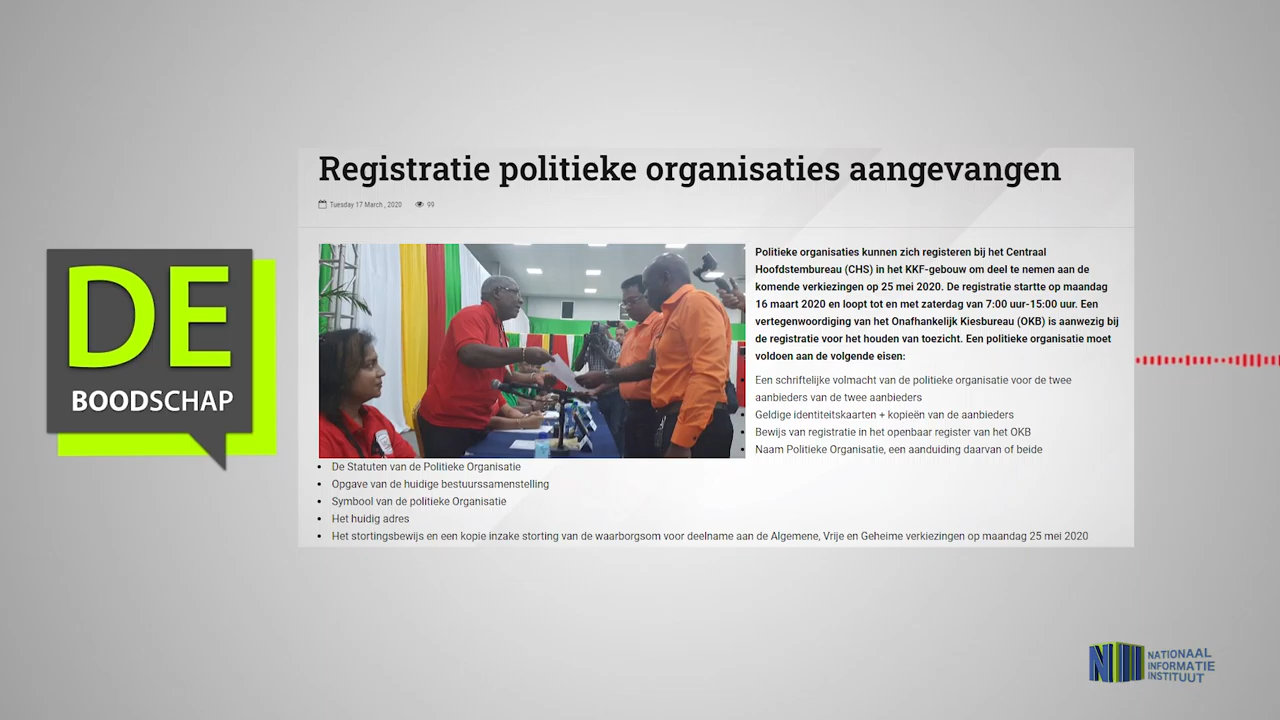 Registratie politieke organisaties aangevangen
Tuesday 17 March , 2020 99
DE
BOODSCHAP
Politieke organisaties kunnen zich registeren bij het Centraal
Hoofdstembureau (CHS) in het KKF-gebouw om deel te nemen aan de
komende verkiezingen op 25 mei 2020. De registratie startte op maandag
16 maart 2020 en loopt tot en met zaterdag van 7:00 uur-15:00 uur. Een
vertegenwoordiging van het Onafhankelijk Kiesbureau (OKB) is aanwezig bij
de registratie voor het houden van toezicht. Een politieke organisatie moet
voldoen aan de volgende eisen:
Een schriftelijke volmacht van de politieke organisatie voor de twee
aanbieders van de twee aanbieders
Geldige identiteitskaarten + kopieën van de aanbieders
Bewijs van registratie in het openbaar register van het OKB
Naam Politieke Organisatie, een aanduiding daarvan of beide
• De Statuten van de Politieke Organisatie
• Opgave van de huidige bestuurssamenstelling
• Symbool van de politieke Organisatie
• Het huidig adres
• Het stortingsbewijs en een kopie inzake storting van de waarborgsom voor deelname aan de Algemene, Vrije en Geheime verkiezingen op maandag 25 mei 2020
NII
NATIONAAL
INFORMATIE
INSTITUUT